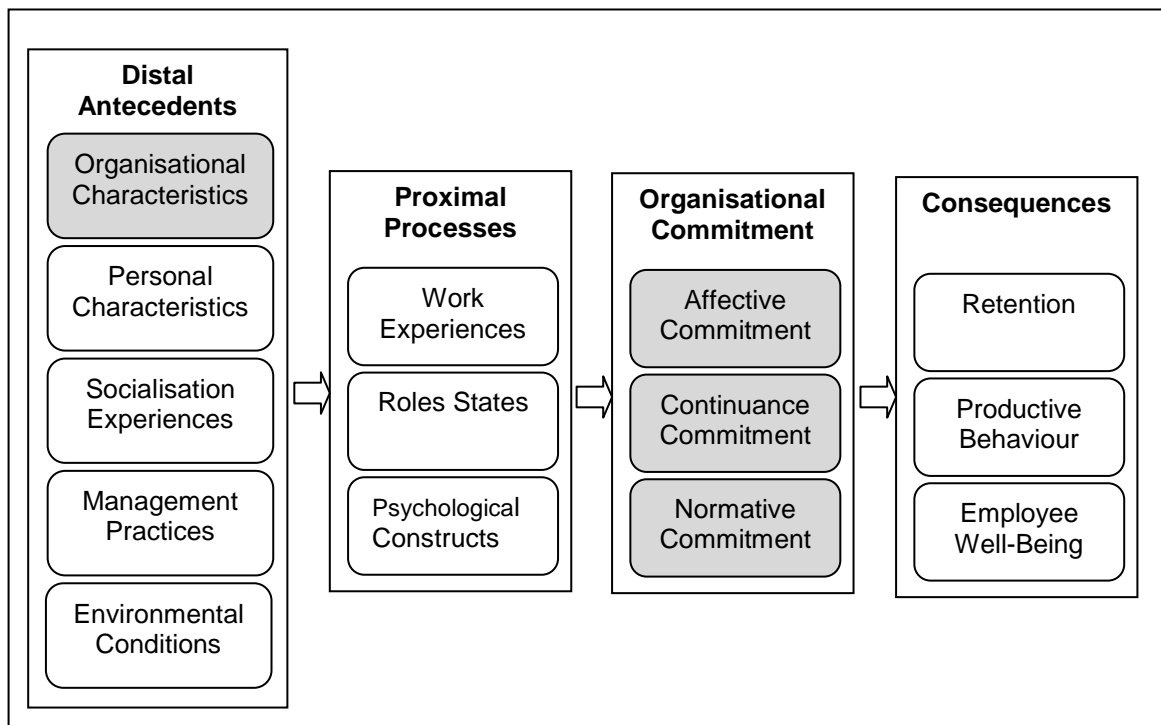 Distal
Antecedents
Organisational
Characteristics
Personal
Characteristics
Socialisation
Experiences
Management
Practices
Environmental
Conditions
Proximal
Processes
Work
Experiences
Roles States
Psychological
Constructs
Organisational
Commitment
Affective
Commitment
Continuance
Commitment
Normative
Commitment
Consequences
Retention
Productive
Behaviour
Employee
Well-Being